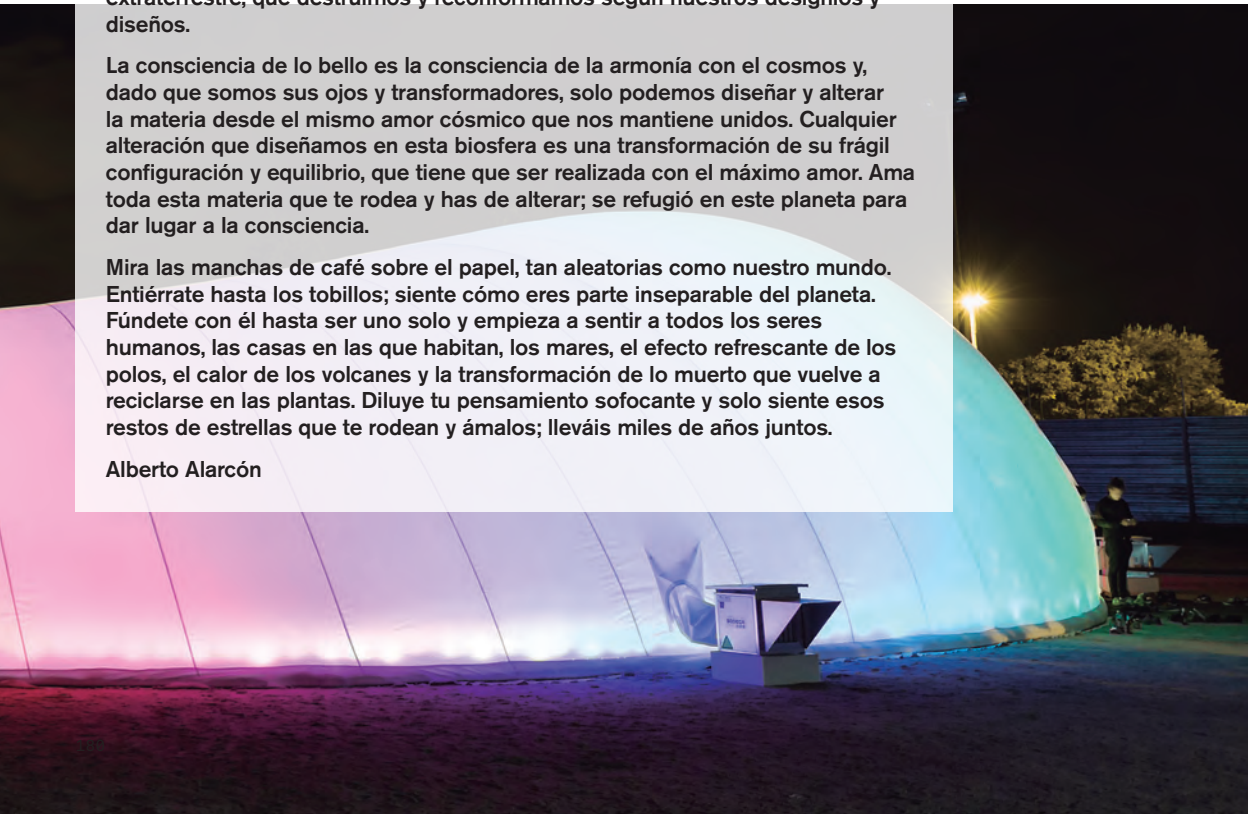 extraterrestre, que destruimos y reconformamos según nuestros designios y
diseños.
La consciencia de lo bello es la consciencia de la armonía con el cosmos y,
dado que somos sus ojos y transformadores, solo podemos diseñar y alterar
la materia desde el mismo amor cósmico que nos mantiene unidos. Cualquier
alteración que diseñamos en esta biosfera es una transformación de su frágil
configuración y equilibrio, que tiene que ser realizada con el máximo amor. Ama
toda esta materia que te rodea y has de alterar; se refugió en este planeta para
dar lugar a la consciencia.
Mira las manchas de café sobre el papel, tan aleatorias como nuestro mundo.
Entiérrate hasta los tobillos; siente cómo eres parte inseparable del planeta.
Fúndete con él hasta ser uno solo y empieza a sentir a todos los seres
humanos, las casas en las que habitan, los mares, el efecto refrescante de los
polos, el calor de los volcanes y la transformación de lo muerto que vuelve a
reciclarse en las plantas. Diluye tu pensamiento sofocante y solo siente esos
restos de estrellas que te rodean y ámalos; lleváis miles de años juntos.
Alberto Alarcón